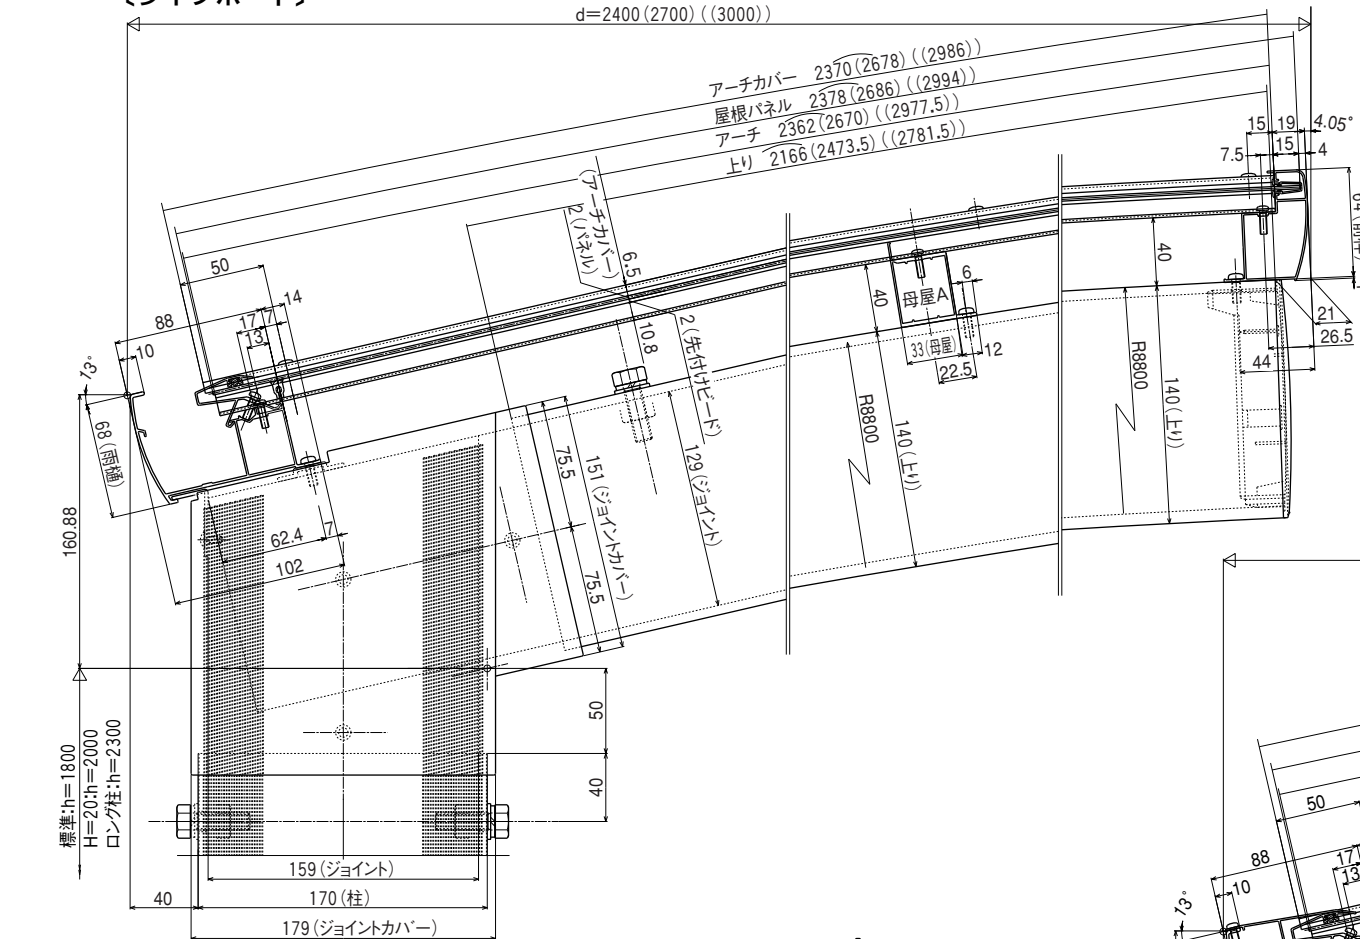 d=2400(2700)((3000))
アーチカバー 2370(2678)((2986))
屋根パネル 2378(2686)((2994))
アーチ 2362(2670)((2977.5))
上り 2166(2473.5)((2781.5))
15
19
4.05°
7.5
15
4
50
14
88
17
7
13
10
13°
68(雨樋)
2(パネル)
(アーチカバー)
6.5
10.8
2(先付けビード)
40
母屋A
6
33(母屋)
12
22.5
40
21
26.5
44
R8800
140(上り)
R8800
140(上り)
129(ジョイント)
151(ジョイントカバー)
75.5
75.5
62.4
7
102
160.88
標準:h=1800
H=20:h=2000
ロング柱:h=2300
50
40
159(ジョイント)
40
170(柱)
179(ジョイントカバー)
50
88
17
13
10
13°